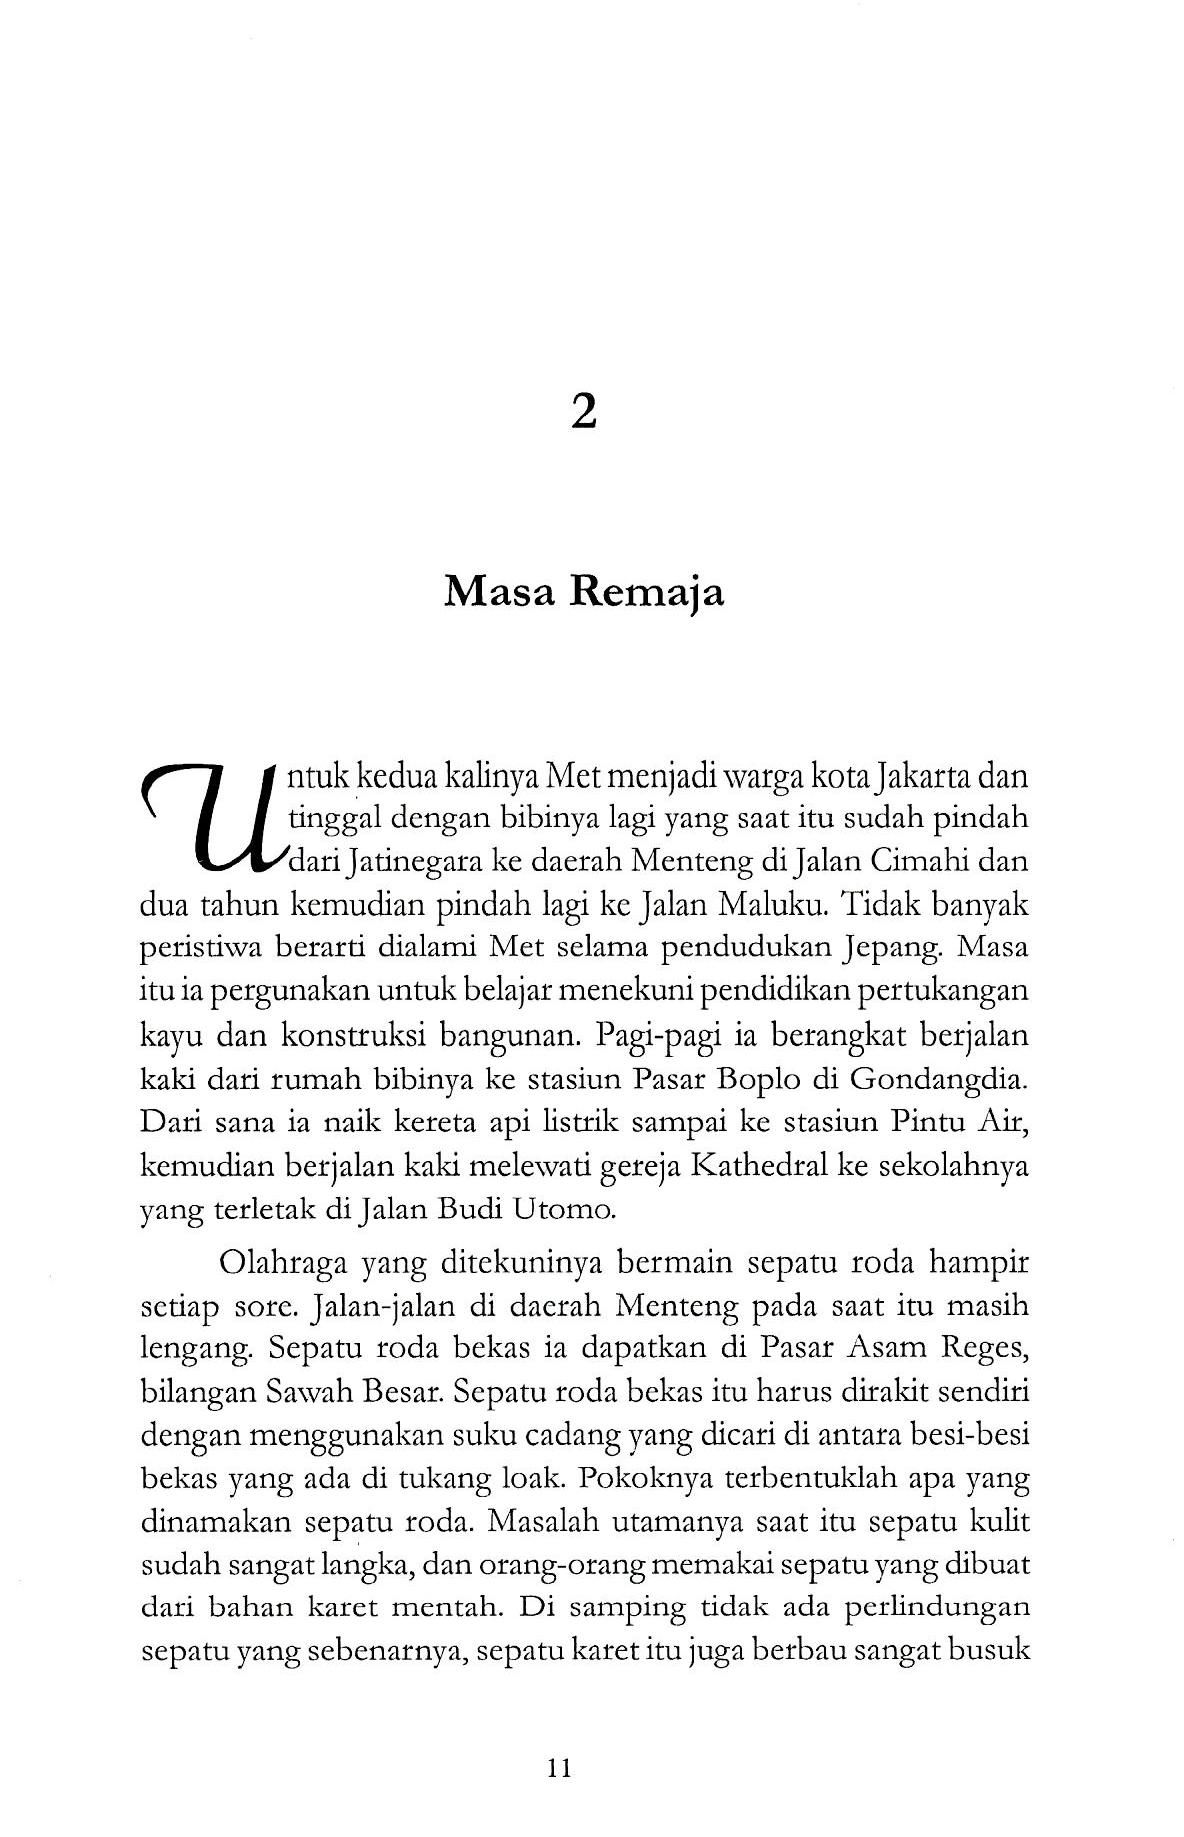 2
Masa Remaja
Untuk kedua kalinya Met menjadi warga kota Jakarta dan
tinggal dengan bibinya lagi yang saat itu sudah pindah
dari Jatinegara ke daerah Menteng di Jalan Cimahi dan
dua tahun kemudian pindah lagi ke Jalan Maluku. Tidak banyak
peristiwa berarti dialami Met selama pendudukan Jepang. Masa
itu ia pergunakan untuk belajar menekuni pendidikan pertukangan
kayu dan konstruksi bangunan. Pagi-pagi ia berangkat berjalan
kaki dari rumah bibinya ke stasiun Pasar Boplo di Gondangdia.
Dari sana ia naik kereta api listrik sampai ke stasiun Pintu Air,
kemudian berjalan kaki melewati gereja Kathedral ke sekolahnya
yang terletak di Jalan Budi Utomo.
Olahraga yang ditekuninya bermain sepatu roda hampir
setiap sore. Jalan-jalan di daerah Menteng pada saat itu masih
lengang. Sepatu roda bekas ia dapatkan di Pasar Asam Reges,
bilangan Sawah Besar. Sepatu roda bekas itu harus dirakit sendiri
dengan menggunakan suku cadang yang dicari di antara besi-besi
bekas yang ada di tukang loak. Pokoknya terbentuklah apa yang
dinamakan sepatu roda. Masalah utamanya saat itu sepatu kulit
sudah sangat langka, dan orang-orang memakai sepatu yang dibuat
dari bahan karet mentah. Di samping tidak ada perlindungan
sepatu yang sebenarnya, sepatu karet itu juga berbau sangat busuk
11